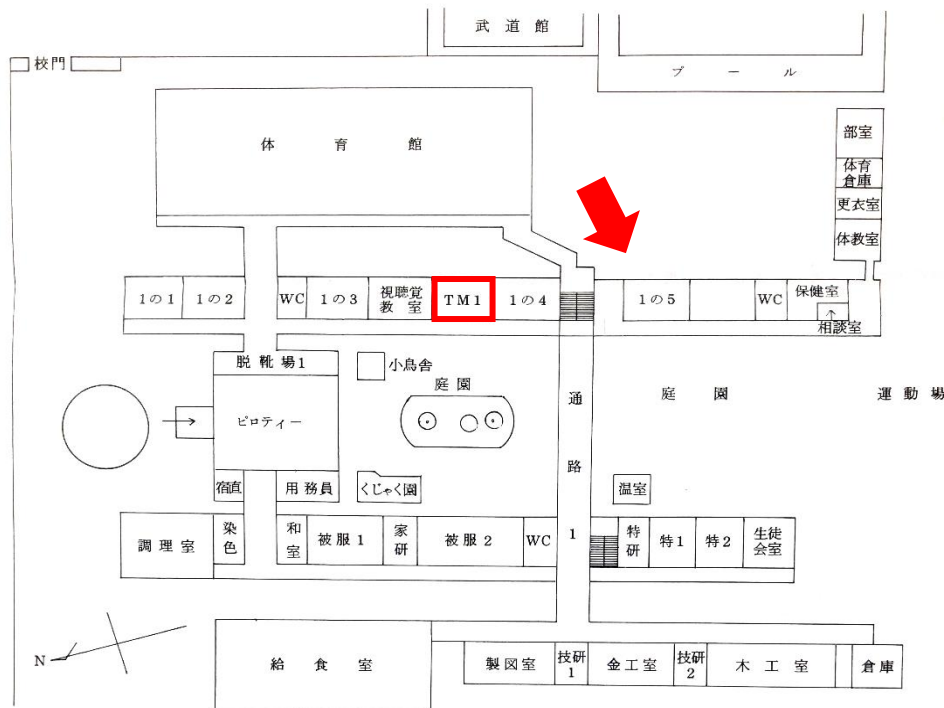 武道館
校門
プール
体育館
部室
体育
倉庫
更衣室
体教室
1の1
1の2
WC
1の3
視聴覚
教室
TM1
1の4
1の5
WC
保健室
相談室
脱靴場1
小鳥舎
庭園
通路1
庭園
運動場
ピロティー
宿直
用務員
くじゃく園
温室
調理室
染色
和室
被服1
家研
被服2
WC
特研
特1
特2
生徒
会室
N
給食室
製図室
技研
1
金工室
技研
2
木工室
倉庫